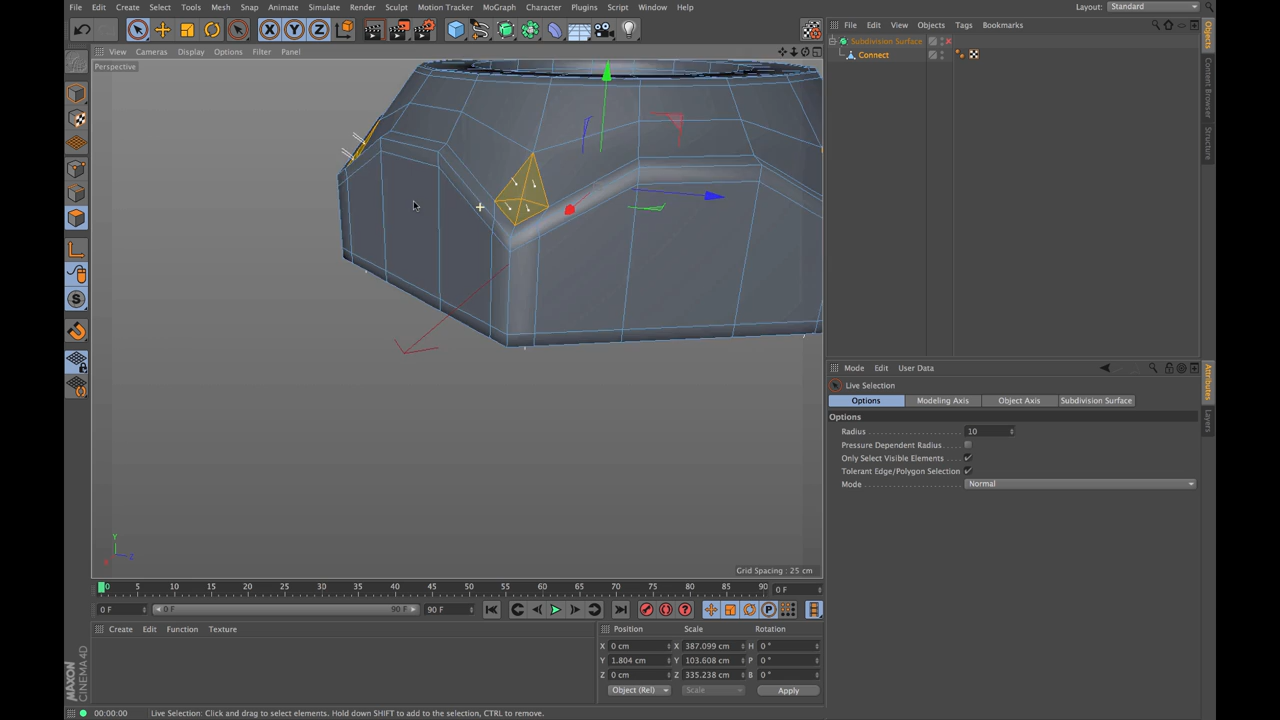 File Edit Create Select Tools Mesh Snap Animate Simulate Render Sculpt Motion Tracker MoGraph Character Plugins Script Window Help Layout: Standard
File Edit View Objects Tags Bookmarks
Subdivision Surface
Connect
View Cameras Display Options Filter Panel
Perspective
Y
Z
X
Grid Spacing : 25 cm
Objects
Content Browser
Structure
Mode Edit User Data
Live Selection
Options Modeling Axis Object Axis Subdivision Surface
Options
Radius 10
Pressure Dependent Radius
Only Select Visible Elements
Tolerant Edge/Polygon Selection
Mode Normal
Attributes
Layers
0 5 10 15 20 25 30 35 40 45 50 55 60 65 70 75 80 85 90 0 F
0 F 0 F 90 F 90 F
Create Edit Function Texture
Position Scale Rotation
X 0 cm X 387.099 cm H 0 °
Y 1.804 cm Y 103.608 cm P 0 °
Z 0 cm Z 335.238 cm B 0 °
Object (Rel) Scale Apply
MAXON
CINEMA 4D
00:00:00 Live Selection: Click and drag to select elements. Hold down SHIFT to add to the selection, CTRL to remove.